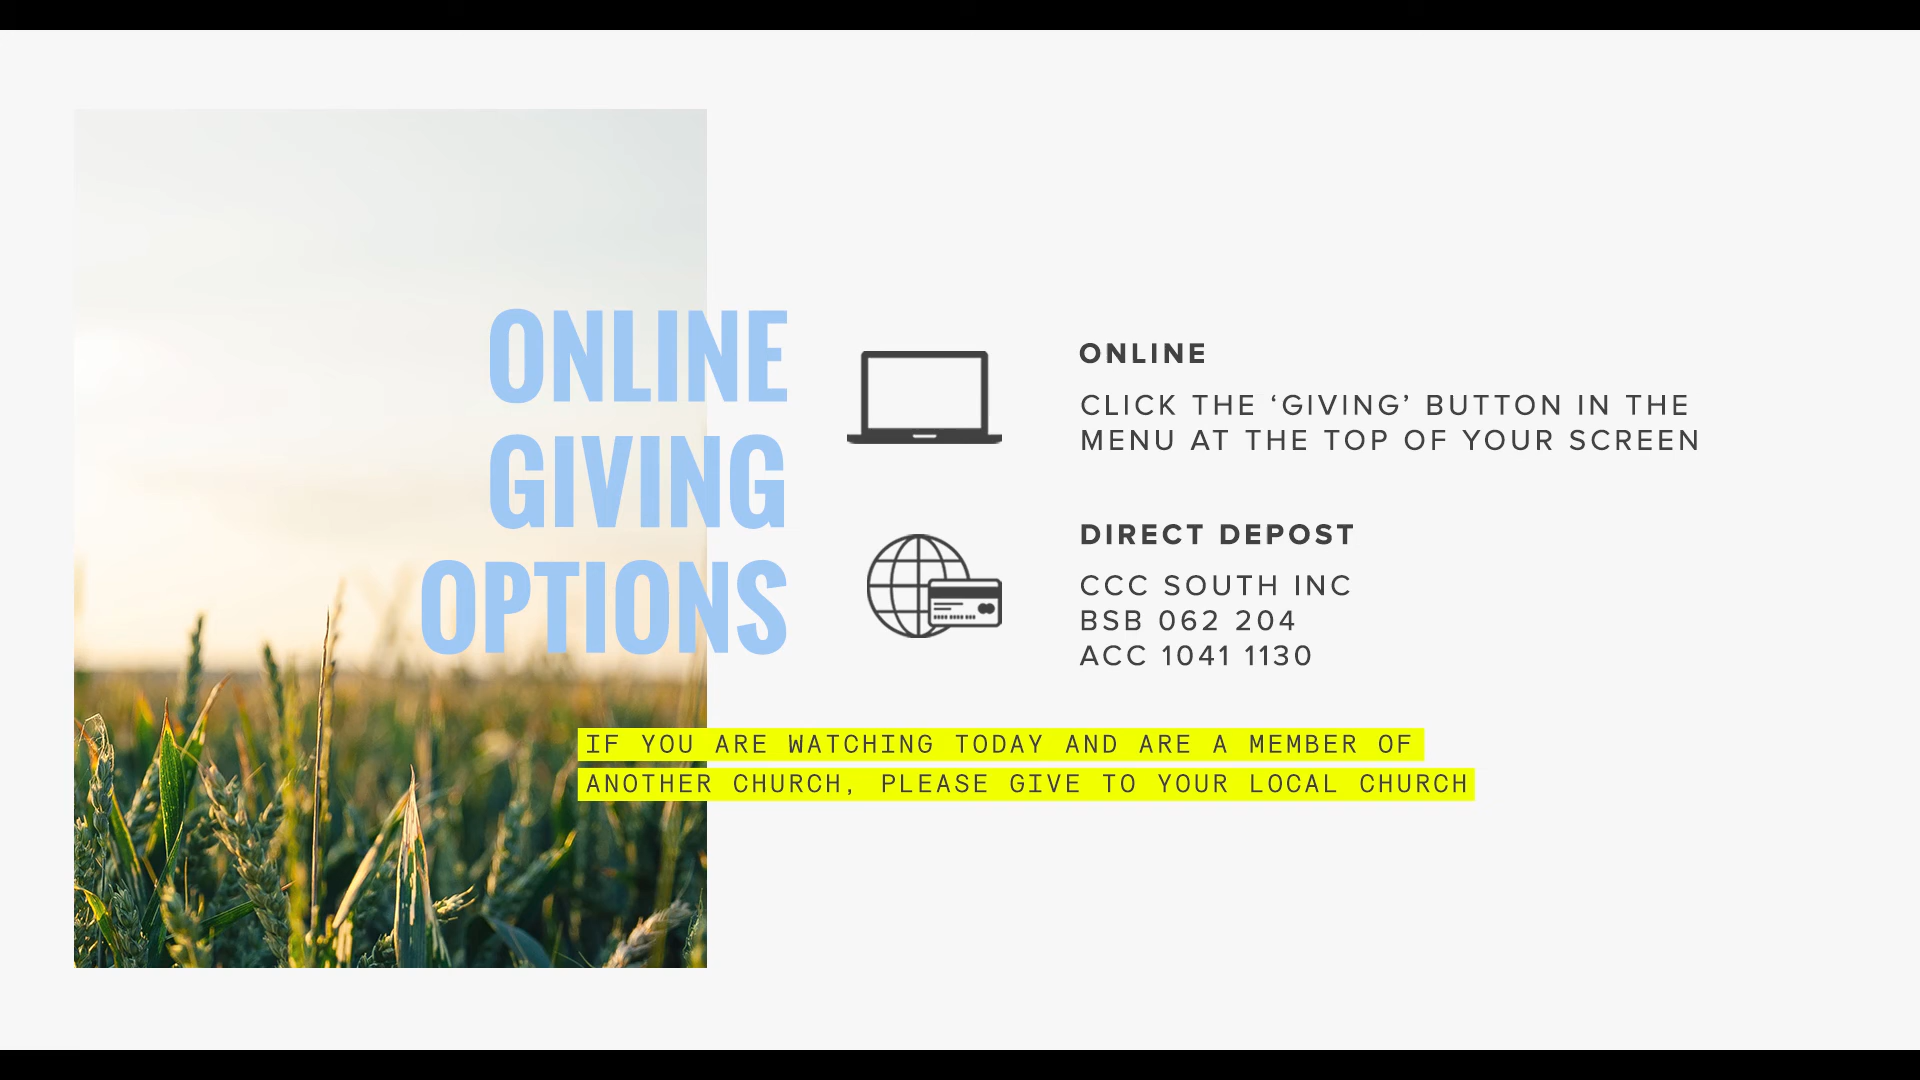 ONLINE
GIVING
OPTIONS
ONLINE
CLICK THE ‘GIVING’ BUTTON IN THE
MENU AT THE TOP OF YOUR SCREEN
DIRECT DEPOST
CCC SOUTH INC
BSB 062 204
ACC 1041 1130
IF YOU ARE WATCHING TODAY AND ARE A MEMBER OF
ANOTHER CHURCH, PLEASE GIVE TO YOUR LOCAL CHURCH